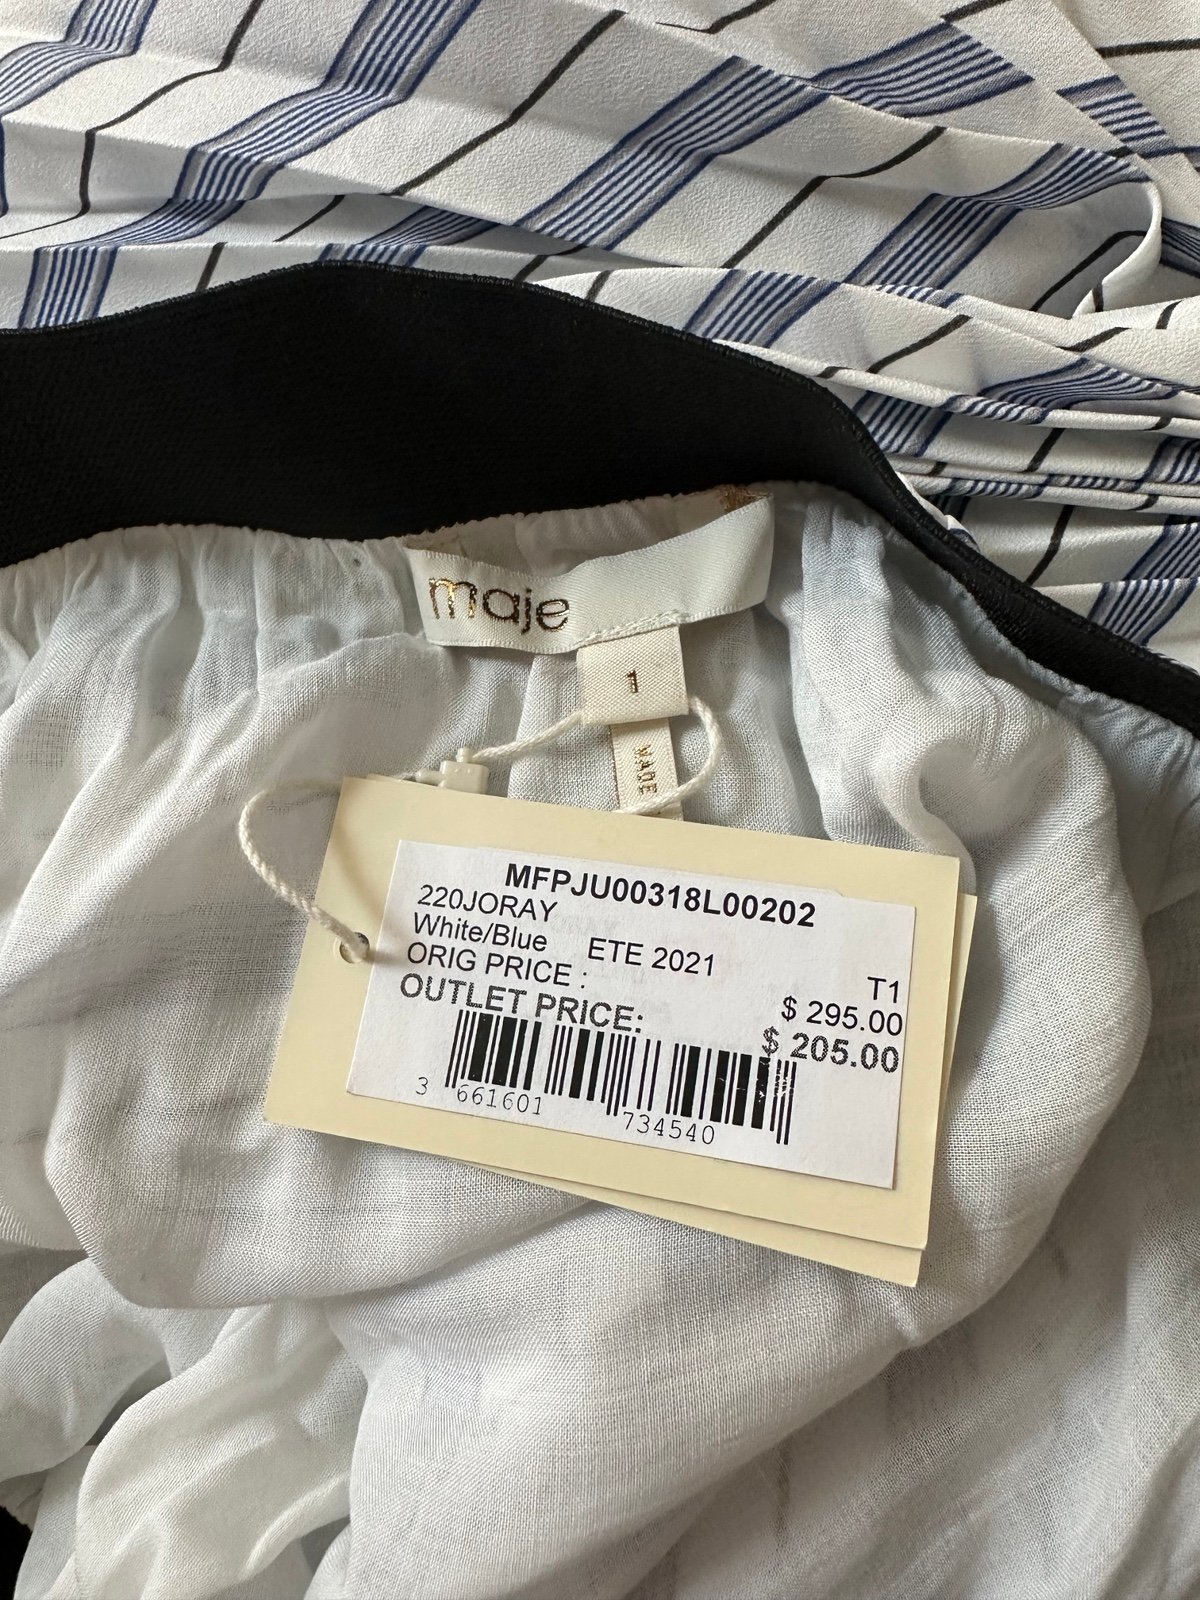 maje
1
MADE
MFPJU00318L00202
220JORAY
White/Blue ETE 2021
T1
ORIG PRICE : $ 295.00
OUTLET PRICE: $ 205.00
3 661601 734540